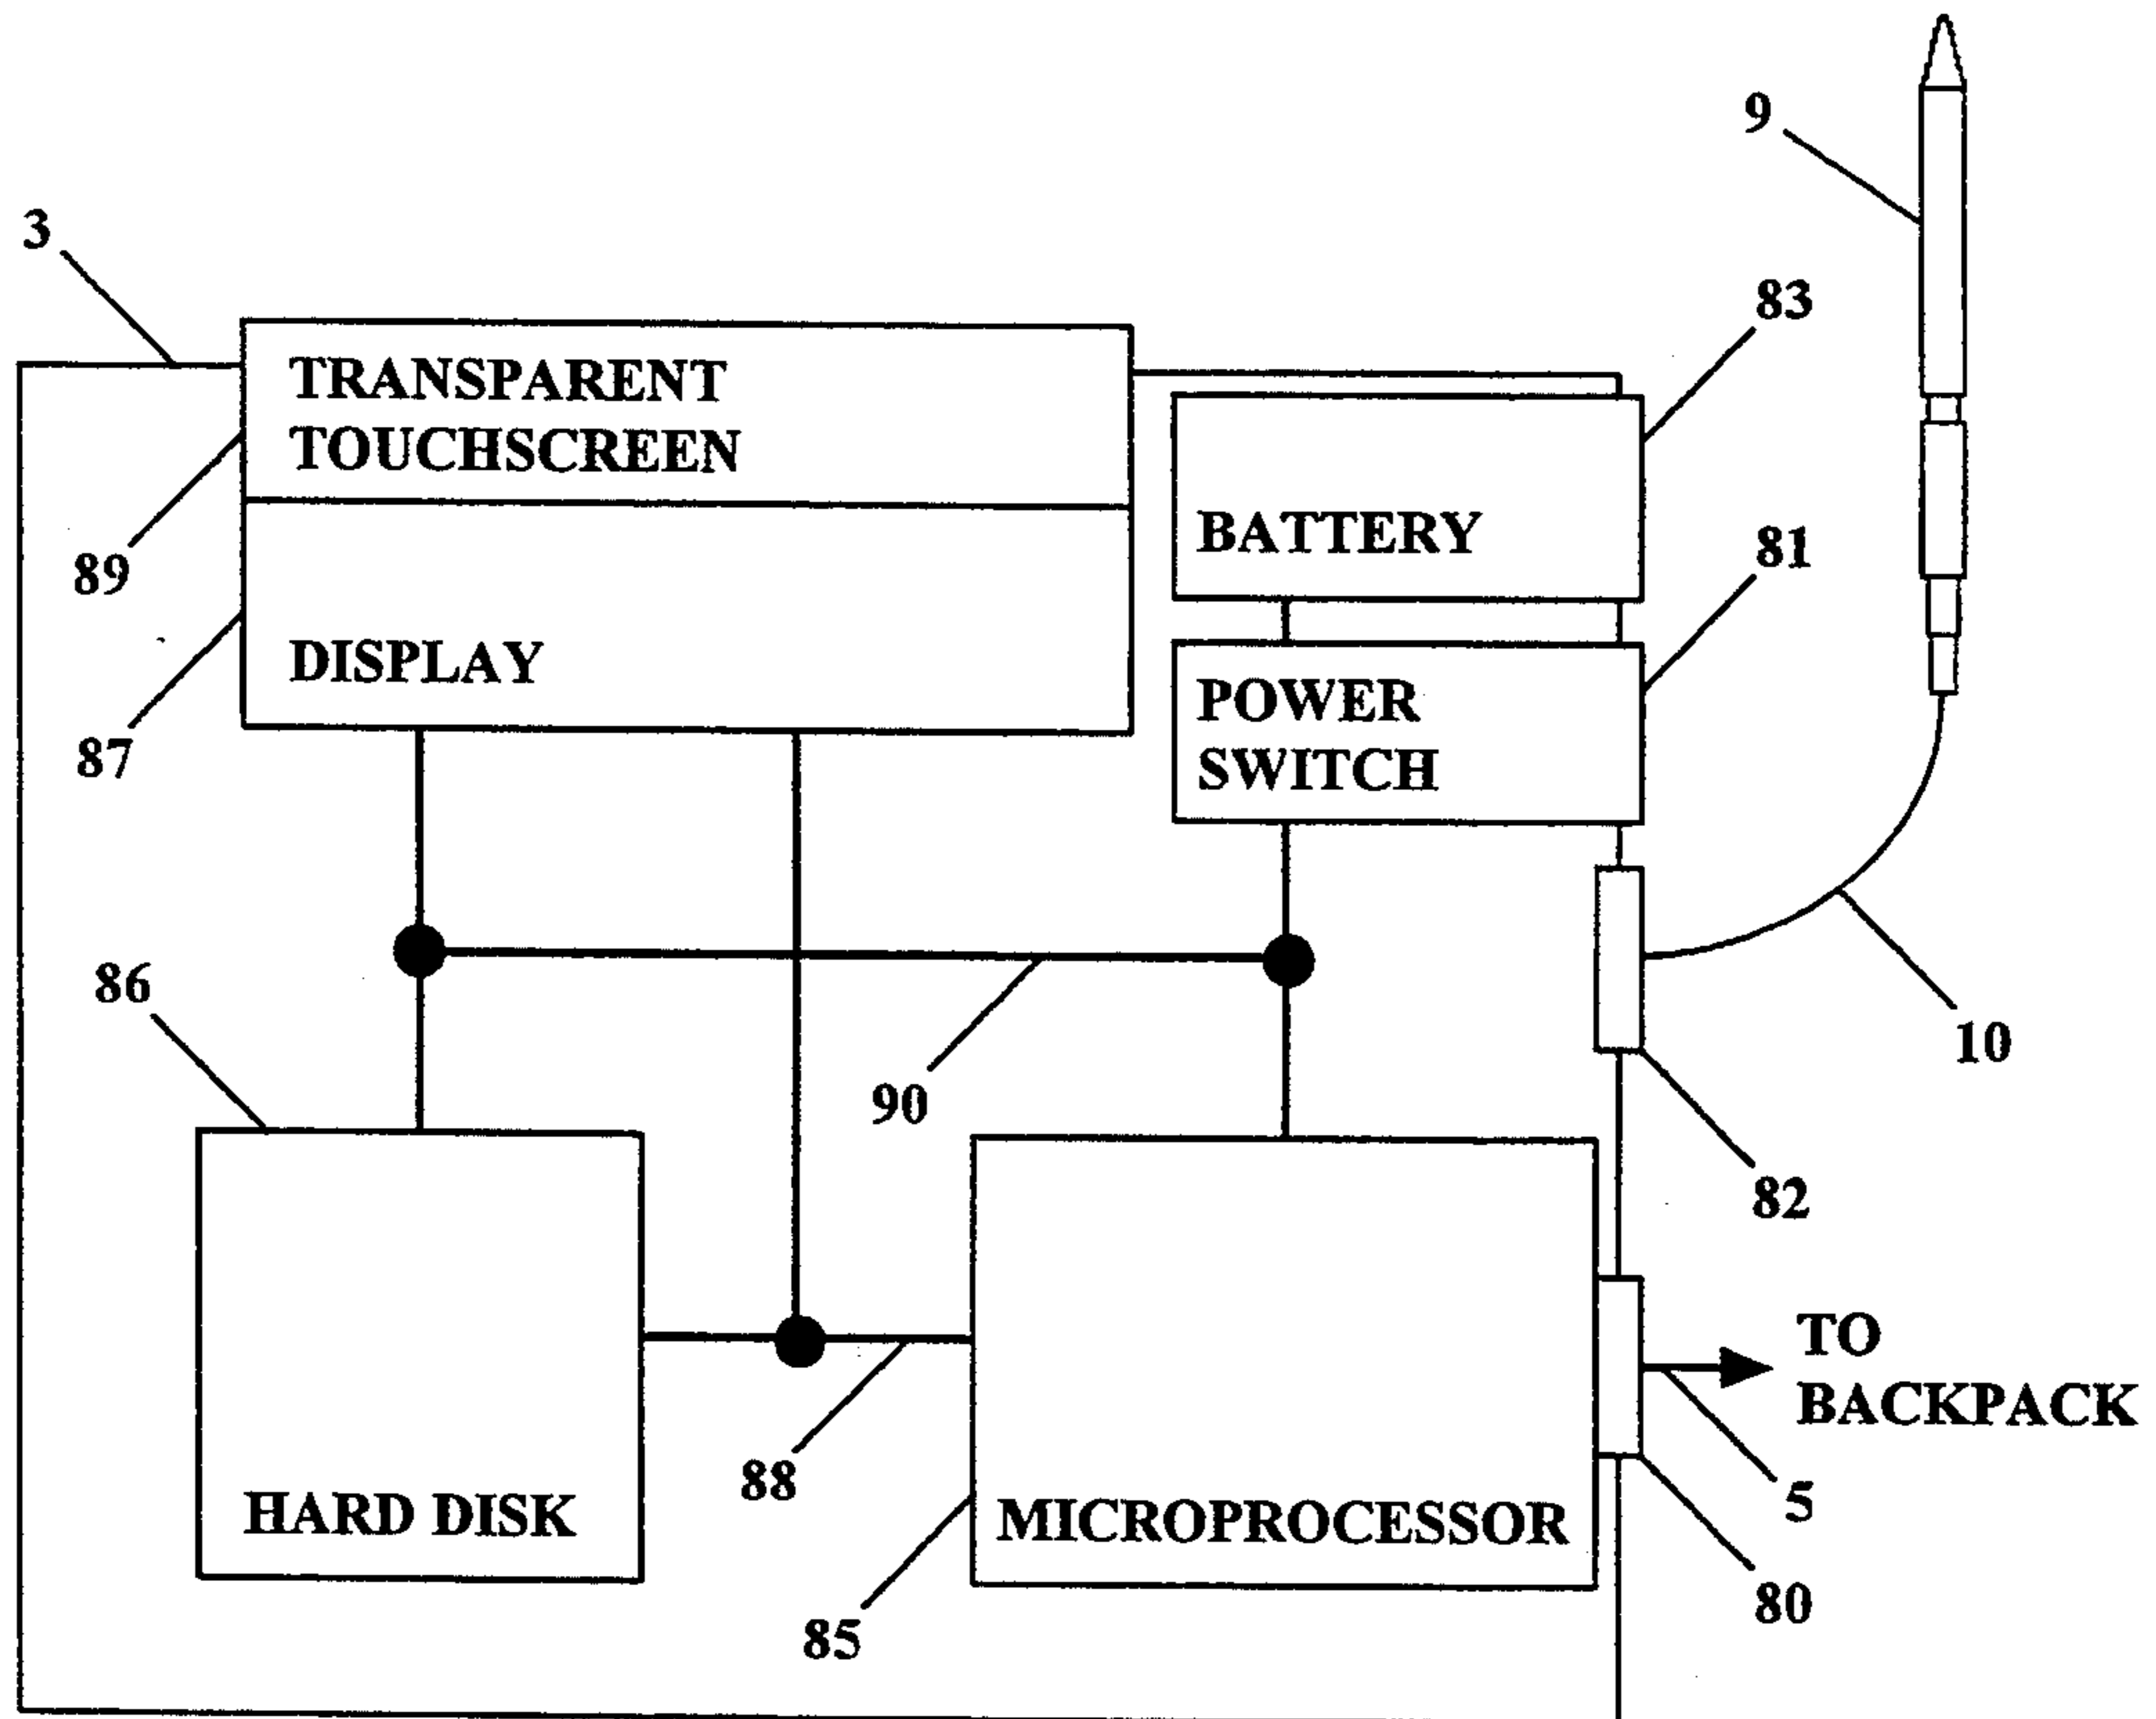 9
3
83
TRANSPARENT
TOUCHSCREEN
BATTERY
81
89
DISPLAY
POWER
SWITCH
87
86
10
90
82
TO
BACKPACK
88
5
HARD DISK
MICROPROCESSOR
80
85